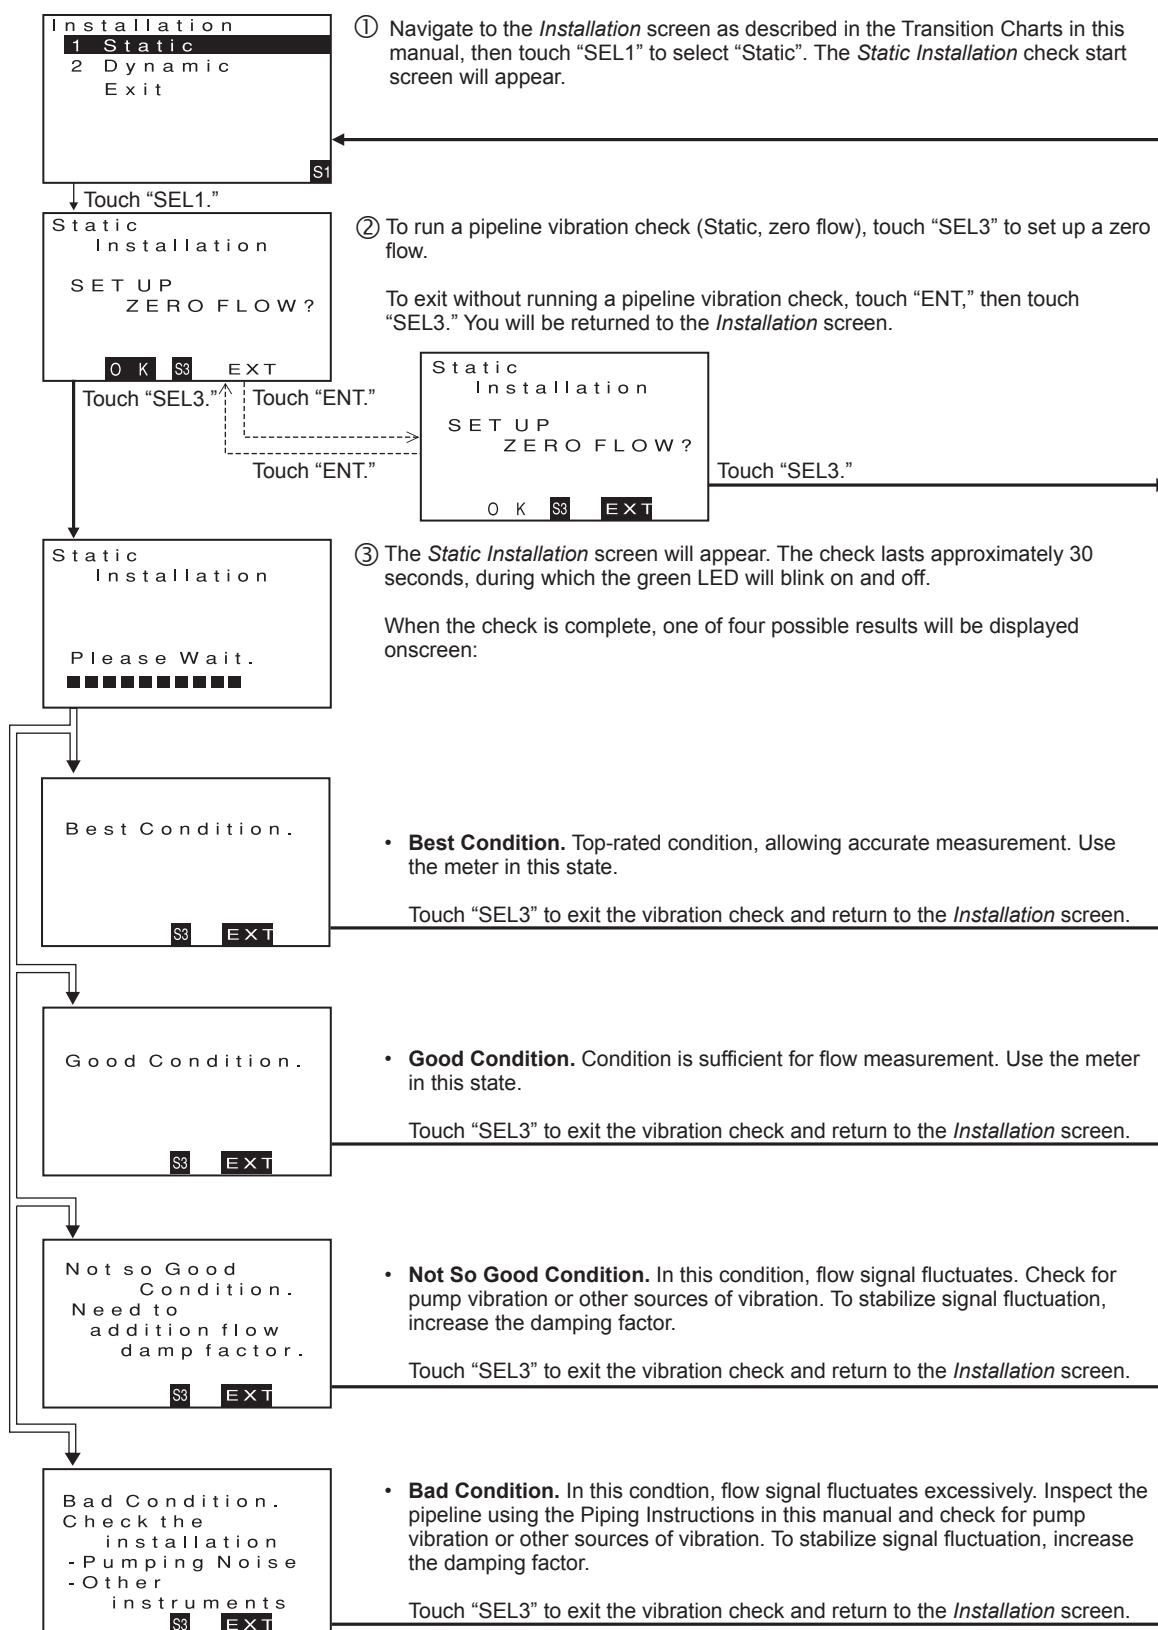 Installation
1 Static
2 Dynamic
Exit
S1
① Navigate to the Installation screen as described in the Transition Charts in this
manual, then touch “SEL1” to select “Static”. The Static Installation check start
screen will appear.
Touch “SEL1.”
Static
Installation
SET UP
ZERO FLOW?
OK S3 EXT
② To run a pipeline vibration check (Static, zero flow), touch “SEL3” to set up a zero
flow.
To exit without running a pipeline vibration check, touch “ENT,” then touch
“SEL3.” You will be returned to the Installation screen.
Touch “SEL3.”
Touch “ENT.”
Touch “ENT.”
Static
Installation
SET UP
ZERO FLOW?
OK S3 EXT
Touch “SEL3.”
Static
Installation
Please Wait.
③ The Static Installation screen will appear. The check lasts approximately 30
seconds, during which the green LED will blink on and off.
When the check is complete, one of four possible results will be displayed
onscreen:
Best Condition.
S3 EXT
• Best Condition. Top-rated condition, allowing accurate measurement. Use
the meter in this state.
Touch “SEL3” to exit the vibration check and return to the Installation screen.
Good Condition.
S3 EXT
• Good Condition. Condition is sufficient for flow measurement. Use the meter
in this state.
Touch “SEL3” to exit the vibration check and return to the Installation screen.
Not so Good
Condition.
Need to
addition flow
damp factor.
S3 EXT
• Not So Good Condition. In this condition, flow signal fluctuates. Check for
pump vibration or other sources of vibration. To stabilize signal fluctuation,
increase the damping factor.
Touch “SEL3” to exit the vibration check and return to the Installation screen.
Bad Condition.
Check the
installation
-Pumping Noise
-Other
instruments
S3 EXT
• Bad Condition. In this condtion, flow signal fluctuates excessively. Inspect the
pipeline using the Piping Instructions in this manual and check for pump
vibration or other sources of vibration. To stabilize signal fluctuation, increase
the damping factor.
Touch “SEL3” to exit the vibration check and return to the Installation screen.